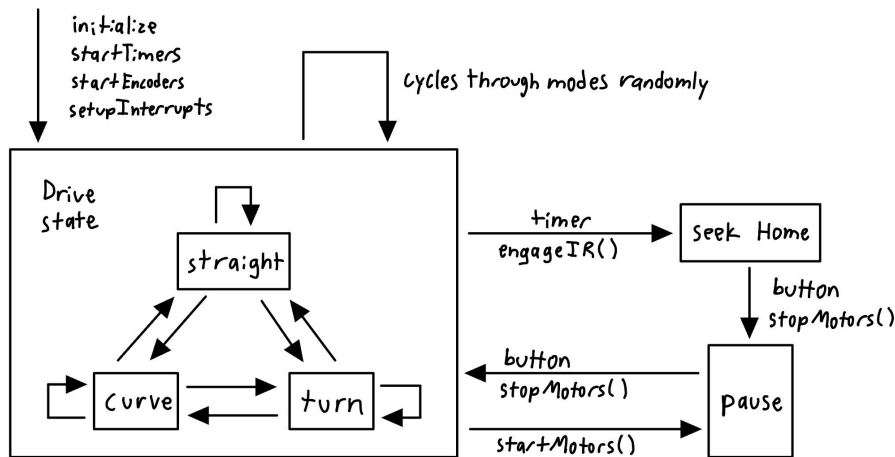 initialize
startTimers
startEncoders
setupInterrupts
cycles through modes randomly
Drive
state
straight
curve
turn
timer
engageIR()
seek Home
button
stopMotors()
button
stopMotors()
startMotors()
pause